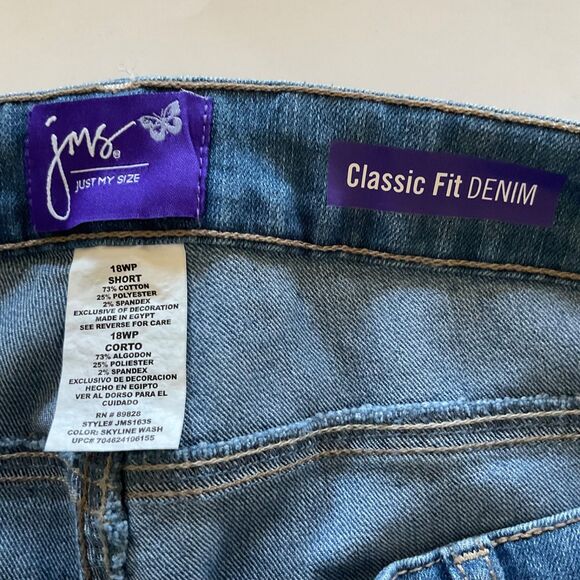 jms®
JUST MY SIZE
Classic Fit DENIM
18WP
SHORT
73% COTTON
25% POLYESTER
2% SPANDEX
EXCLUSIVE OF DECORATION
MADE IN EGYPT
SEE REVERSE FOR CARE
18WP
CORTO
73% ALGODON
25% POLIESTER
2% SPANDEX
EXCLUSIVO DE DECORACION
HECHO EN EGIPTO
VER AL DORSO PARA EL
CUIDADO
RN # 89828
STYLE# JMS163S
COLOR: SKYLINE WASH
UPC# 704624106155